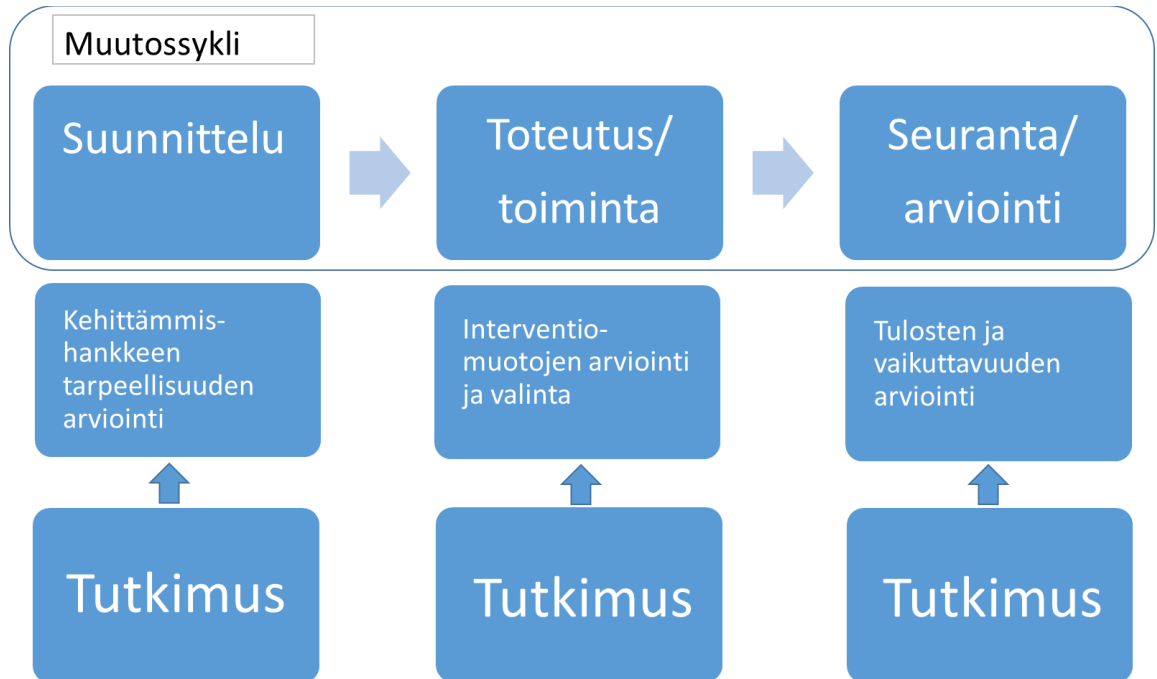 Muutossykli
Suunnittelu
Toteutus/
toiminta
Seuranta/
arviointi
Kehittämmis-
hankkeen
tarpeellisuuden
arviointi
Interventio-
muotojen arviointi
ja valinta
Tulosten ja
vaikuttavuuden
arviointi
Tutkimus
Tutkimus
Tutkimus